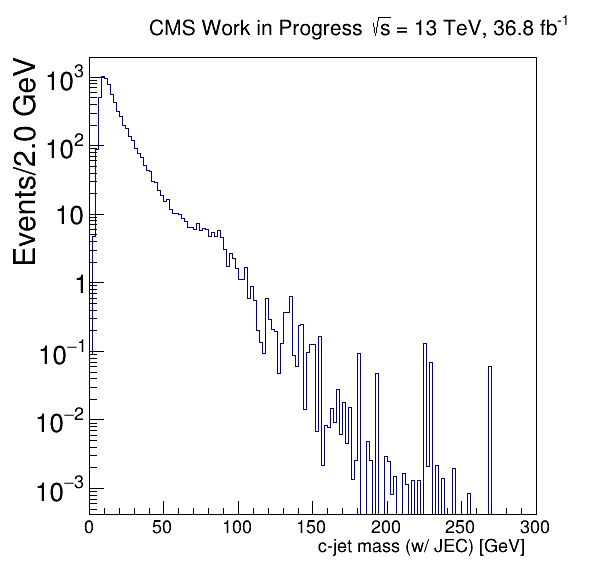 CMS Work in Progress √s = 13 TeV, 36.8 fb⁻¹
Events/2.0 GeV
10³
10²
10
1
10⁻¹
10⁻²
10⁻³
0 50 100 150 200 250 300
c-jet mass (w/ JEC) [GeV]